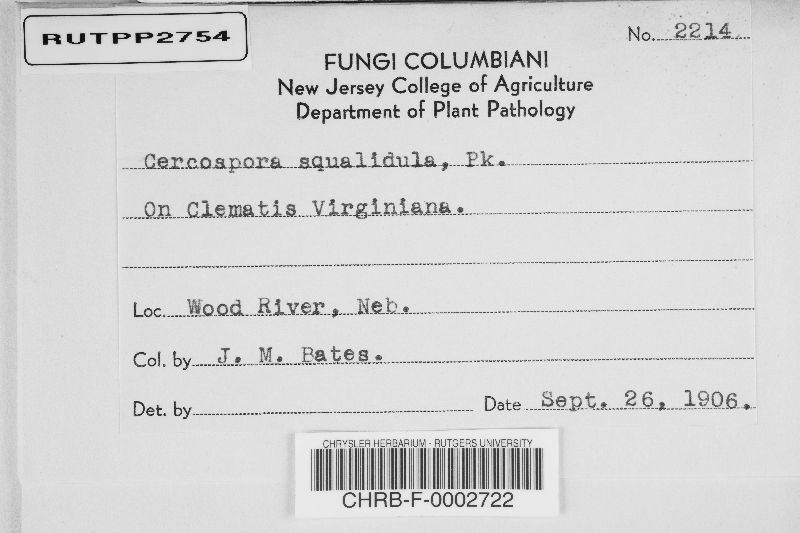 RUTPP2754
No. 2214
FUNGI COLUMBIANI
New Jersey College of Agriculture
Department of Plant Pathology
Cercospora squalidula, Pk.
On Clematis Virginiana.
Loc. Wood River, Neb.
Col. by J. M. Bates.
Det. by Date Sept. 26, 1906.
CHRYSLER HERBARIUM - RUTGERS UNIVERSITY
CHRB-F-0002722